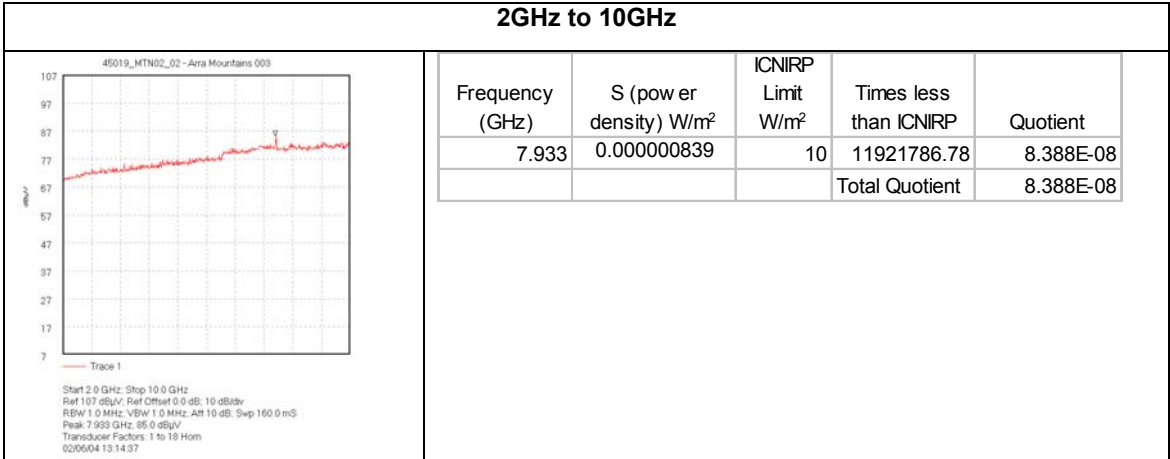 2GHz to 10GHz
45019_MTN02_02 - Arra Mountains 003
107
97
87
77
67
57
47
37
27
17
7
dBµV
Trace 1
Start 2.0 GHz; Stop 10.0 GHz
Ref 107 dBµV; Ref Offset 0.0 dB; 10 dB/div
RBW 1.0 MHz; VBW 1.0 MHz; Att 10 dB; Swp 160.0 mS
Peak 7.933 GHz, 85.0 dBµV
Transducer Factors: 1 to 18 Horn
02/06/04 13:14:37
Frequency (GHz) S (power density) W/m² ICNIRP Limit W/m² Times less than ICNIRP Quotient
7.933 0.000000839 10 11921786.78 8.388E-08
Total Quotient 8.388E-08